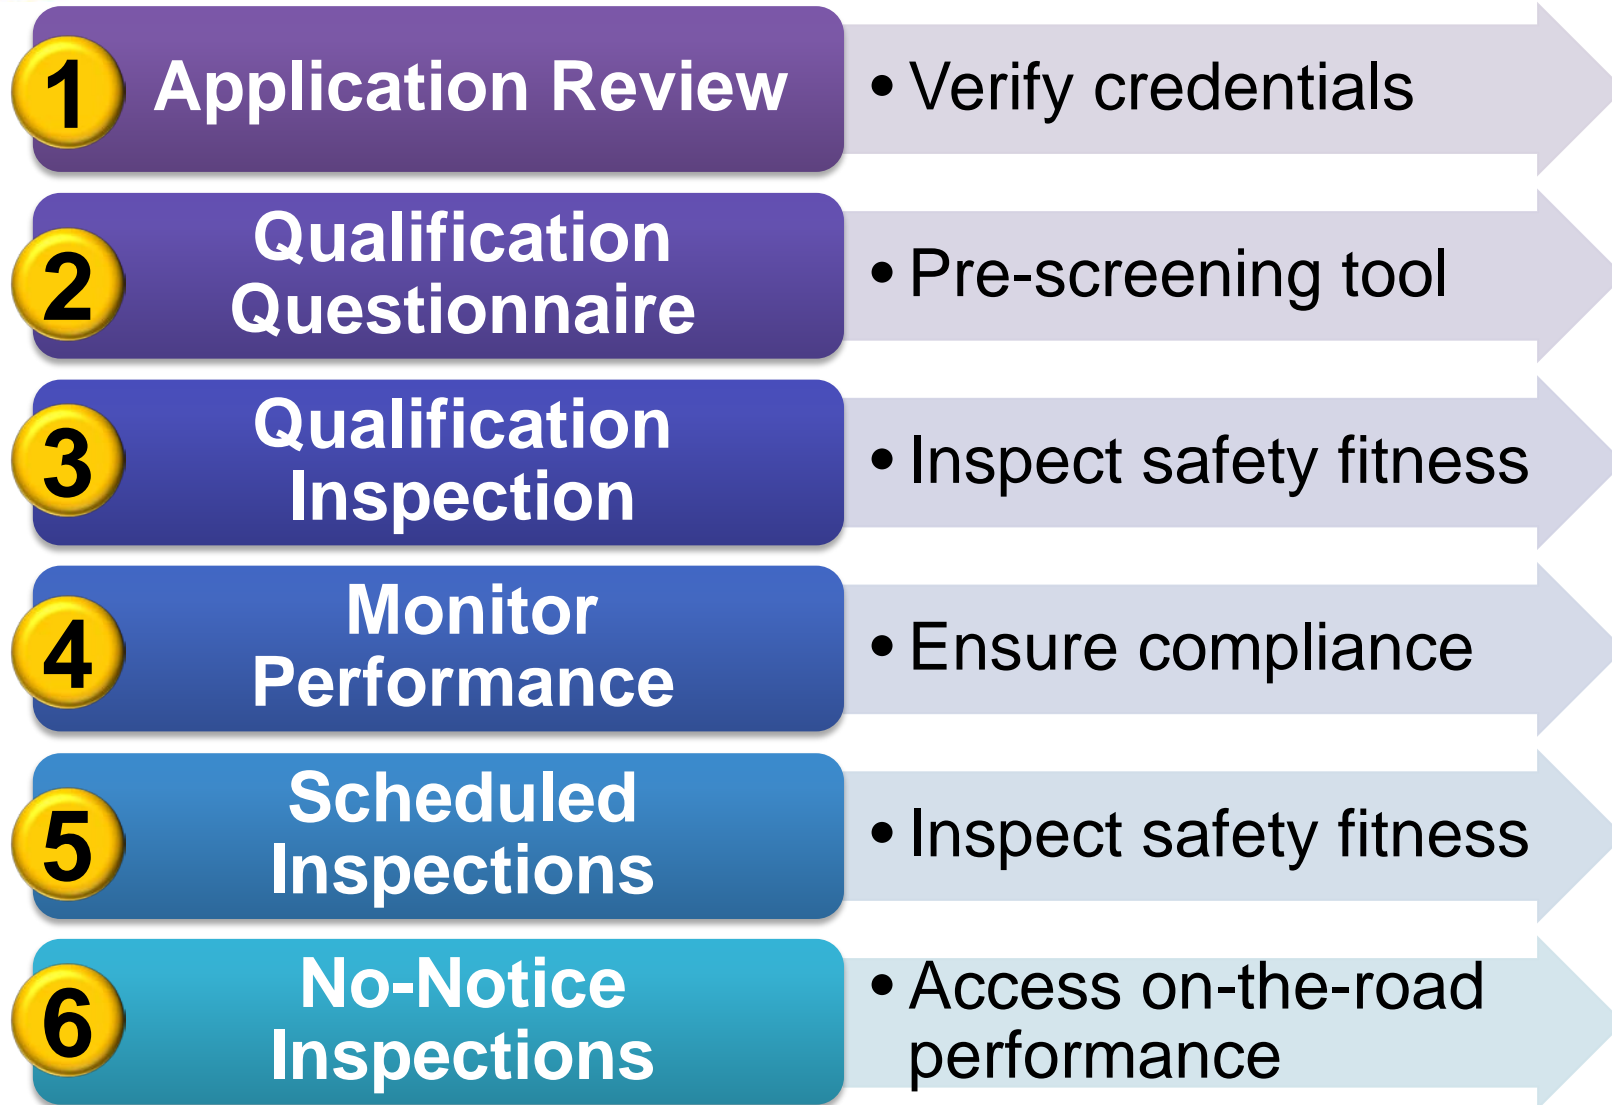 1 Application Review • Verify credentials
2 Qualification
Questionnaire • Pre-screening tool
3 Qualification
Inspection • Inspect safety fitness
4 Monitor
Performance • Ensure compliance
5 Scheduled
Inspections • Inspect safety fitness
6 No-Notice
Inspections • Access on-the-road
performance